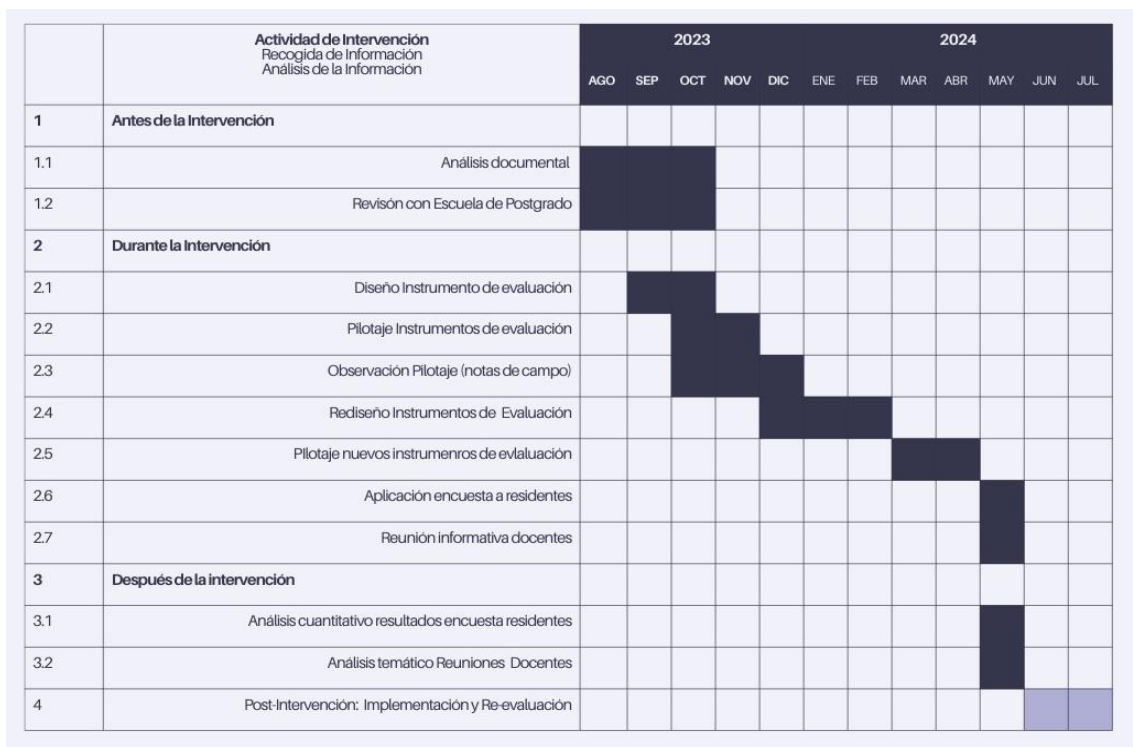 Actividad de Intervención
Recogida de Información
Análisis de la Información
2023
2024
AGO SEP OCT NOV DIC ENE FEB MAR ABR MAY JUN JUL
1 Antes de la Intervención
1.1 Análisis documental
1.2 Revisón con Escuela de Postgrado
2 Durante la Intervención
2.1 Diseño Instrumento de evaluación
2.2 Pilotaje Instrumentos de evaluación
2.3 Observación Pilotaje (notas de campo)
2.4 Rediseño Instrumentos de Evaluación
2.5 PIlotaje nuevos instrumenros de evlaluación
2.6 Aplicación encuesta a residentes
2.7 Reunión informativa docentes
3 Después de la intervención
3.1 Análisis cuantitativo resultados encuesta residentes
3.2 Análisis temático Reuniones Docentes
4 Post-Intervención: Implementación y Re-evaluación